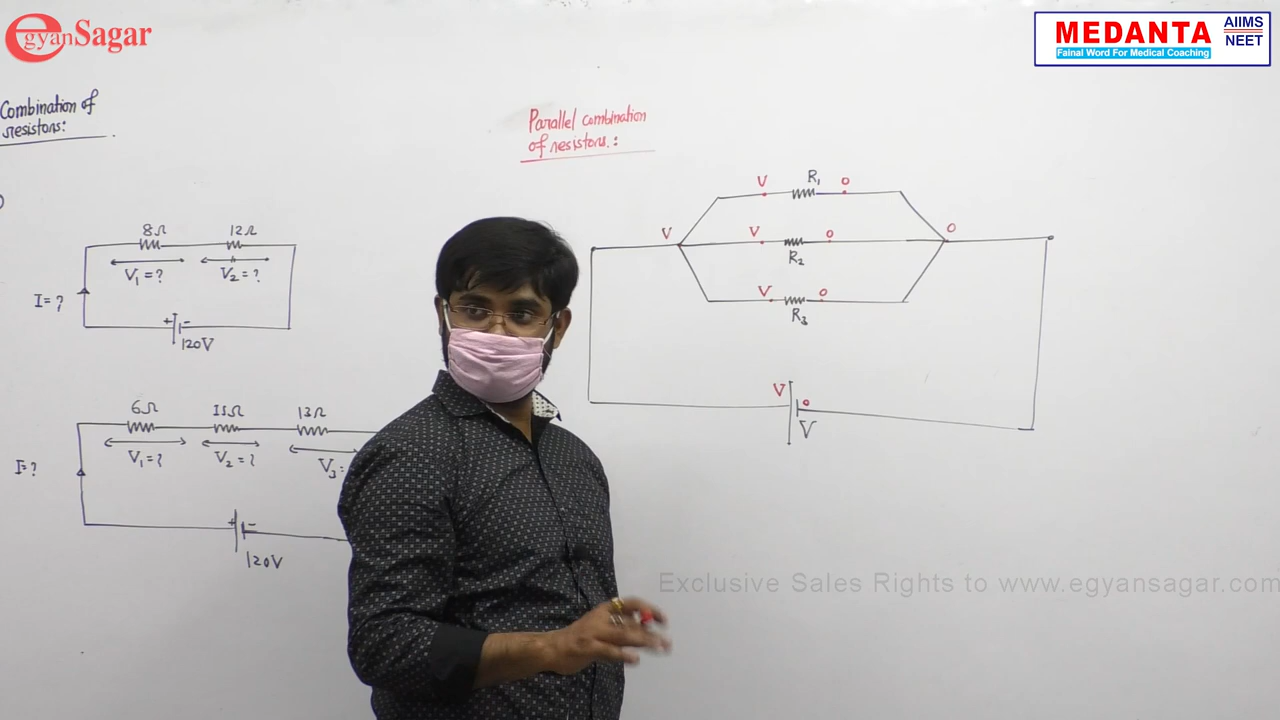 egyanSagar
MEDANTA
AIIMS
NEET
Fainal Word For Medical Coaching
Combination of
resistors:
Parallel combination
of resistors.:
8Ω 12Ω
V₁ = ? V₂ = ?
I = ?
+ -
120V
6Ω 11Ω 13Ω
V₁ = ? V₂ = ? V₃ =
I = ?
+ -
120V
V R₁ 0
V V 0 0
R₂
V 0
R₃
V 0
V
Exclusive Sales Rights to www.egyansagar.com